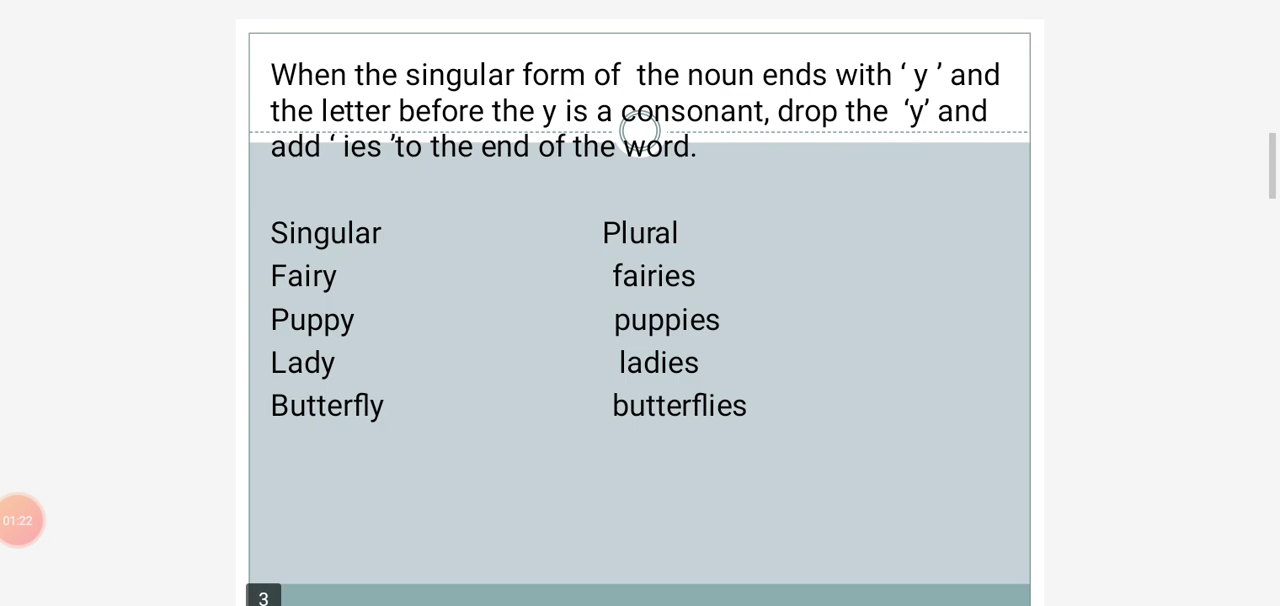 When the singular form of  the noun ends with ‘ y ’ and
the letter before the y is a consonant, drop the  ‘y’ and
add ‘ ies ’to the end of the word.
Singular Plural
Fairy fairies
Puppy puppies
Lady ladies
Butterfly butterflies
01:22
3